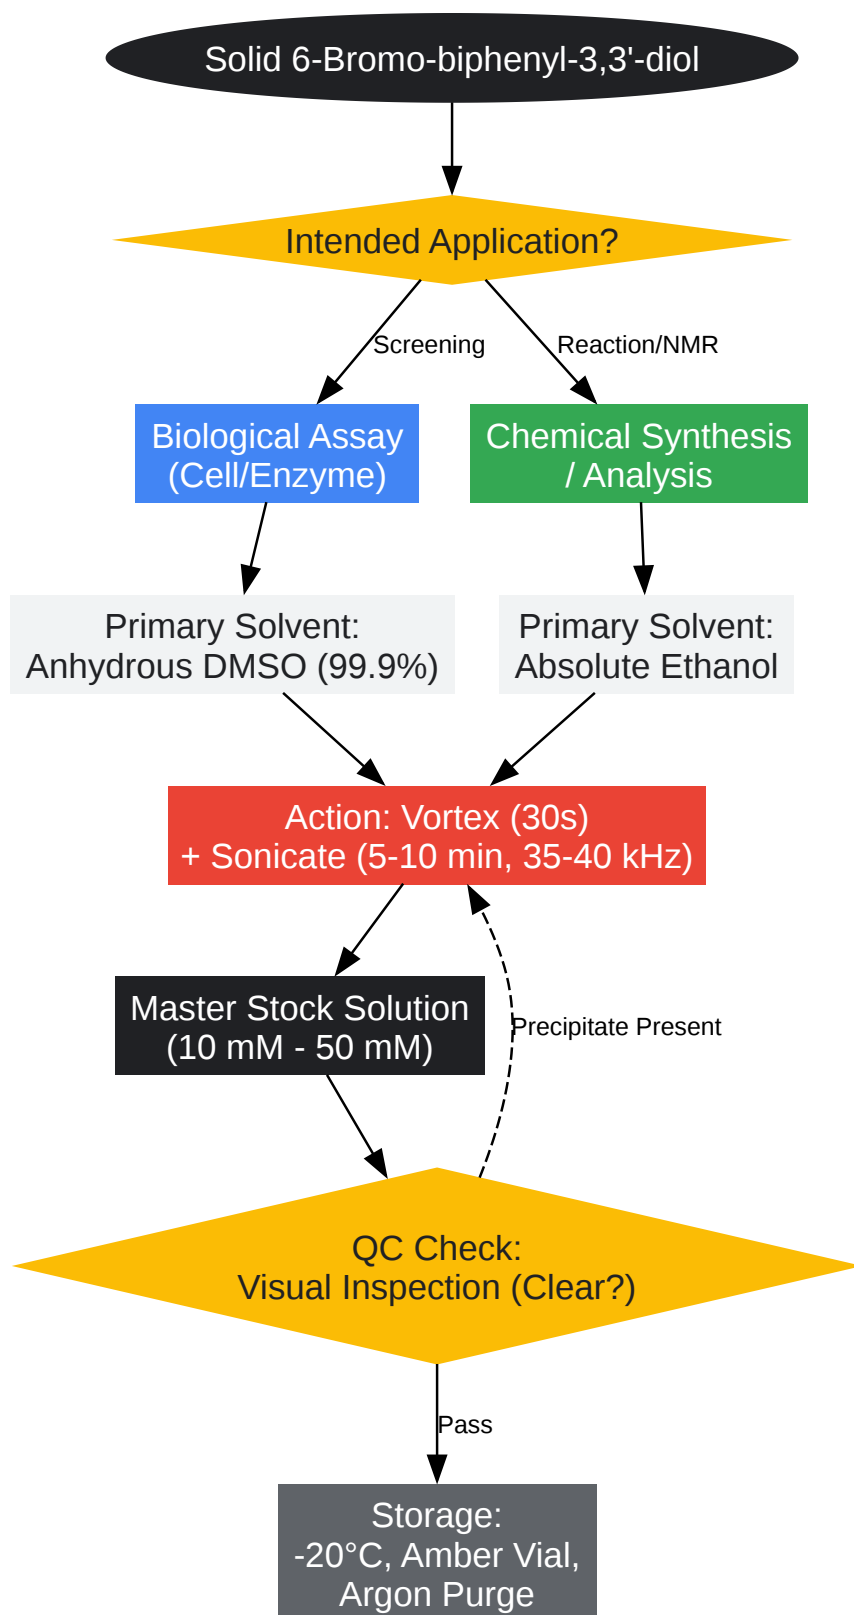 Solid 6-Bromo-biphenyl-3,3'-diol
Intended Application?
Screening
Reaction/NMR
Biological Assay
(Cell/Enzyme)
Chemical Synthesis
/ Analysis
Primary Solvent:
Anhydrous DMSO (99.9%)
Primary Solvent:
Absolute Ethanol
Action: Vortex (30s)
+ Sonicate (5-10 min, 35-40 kHz)
Master Stock Solution
(10 mM - 50 mM)
Precipitate Present
QC Check:
Visual Inspection (Clear?)
Pass
Storage:
-20°C, Amber Vial,
Argon Purge